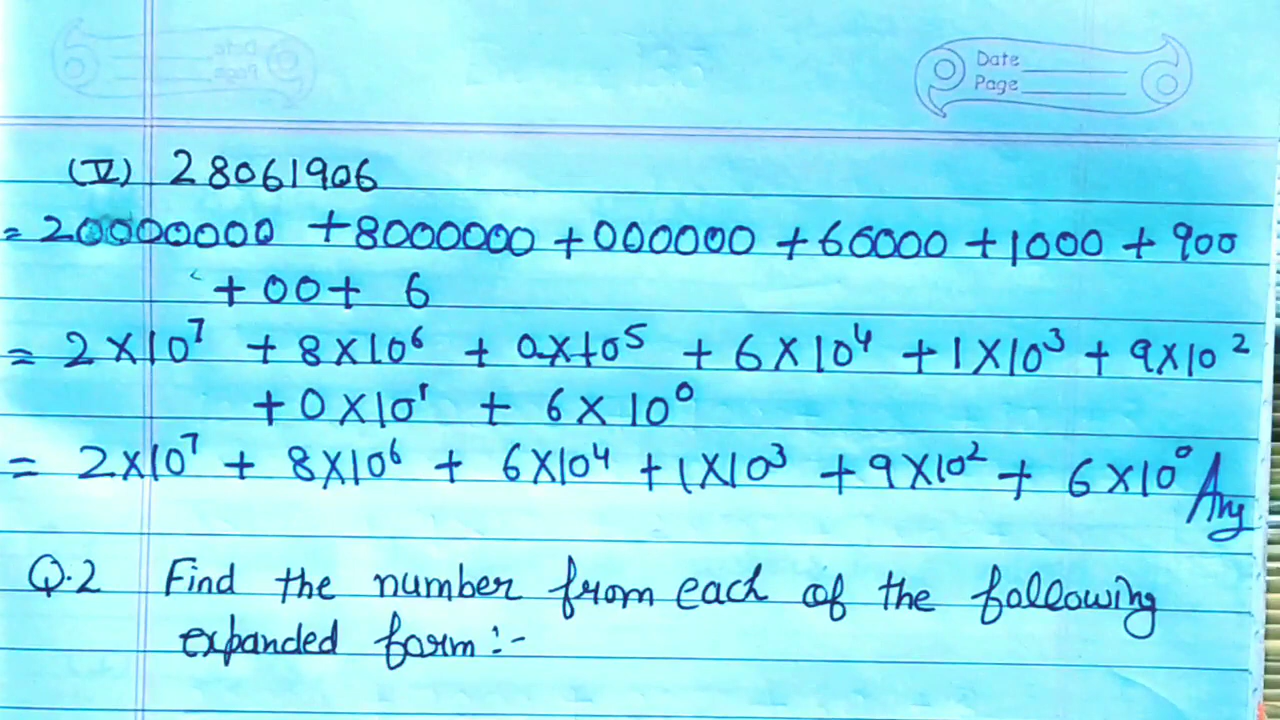 Date
Page
(V) 28061906
= 20000000 + 8000000 + 000000 + 60000 + 1000 + 900
+ 00 + 6
= 2×10⁷ + 8×10⁶ + 0×10⁵ + 6×10⁴ + 1×10³ + 9×10²
+ 0×10¹ + 6×10⁰
= 2×10⁷ + 8×10⁶ + 6×10⁴ + 1×10³ + 9×10² + 6×10⁰ Ans
Q.2 Find the number from each of the following
expanded form:-